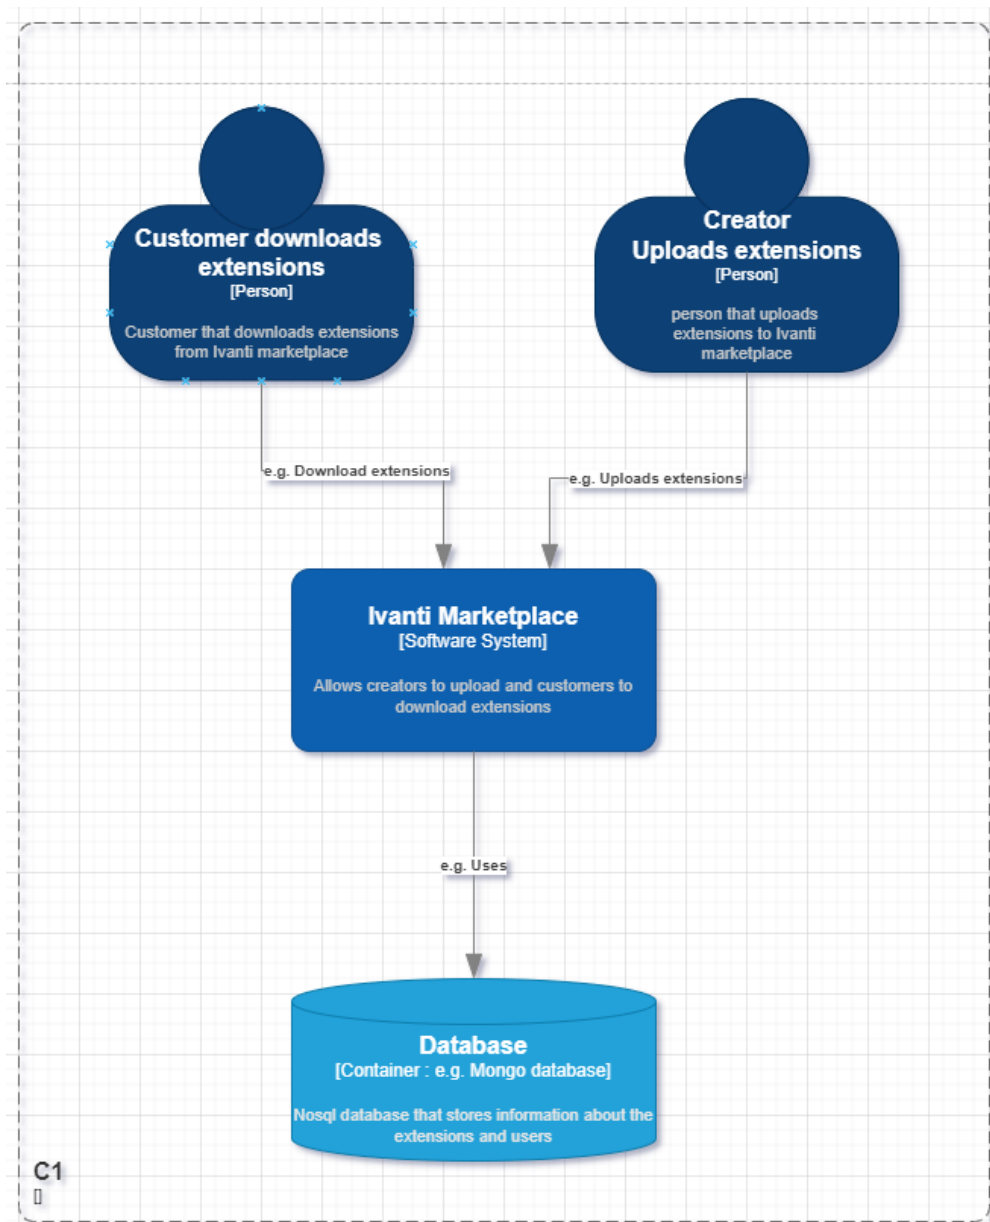 Customer downloads
extensions
[Person]
Customer that downloads extensions
from Ivanti marketplace
Creator
Uploads extensions
[Person]
person that uploads
extensions to Ivanti
marketplace
e.g. Download extensions
e.g. Uploads extensions
Ivanti Marketplace
[Software System]
Allows creators to upload and customers to
download extensions
e.g. Uses
Database
[Container : e.g. Mongo database]
Nosql database that stores information about the
extensions and users
C1
[]